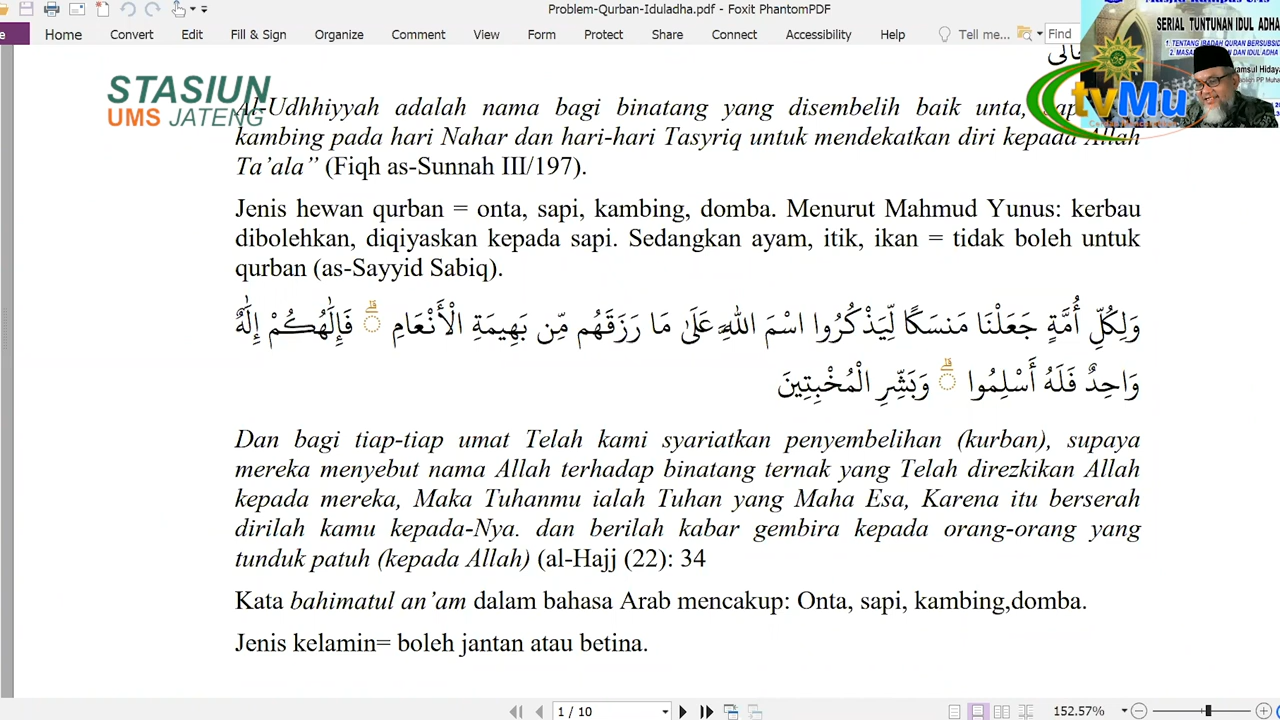 Problem-Qurban-Iduladha.pdf - Foxit PhantomPDF
Home Convert Edit Fill & Sign Organize Comment View Form Protect Share Connect Accessibility Help Tell me... Find
SERIAL TUNTUNAN IDUL ADHA
STASIUN
UMS JATENG
tvMu
Al-Udhhiyyah adalah nana bagi binatang yang disembelih baik unta,
kambing pada hari Nahar dan hari-hari Tasyriq untuk mendekatkan diri kepada Allah
Ta’ala” (Fiqh as-Sunnah III/197).
Jenis hewan qurban = onta, sapi, kambing, domba. Menurut Mahmud Yunus: kerbau
dibolehkan, diqiyaskan kepada sapi. Sedangkan ayam, itik, ikan = tidak boleh untuk
qurban (as-Sayyid Sabiq).
وَلِكُلِّ أُمَّةٍ جَعَلْنَا مَنسَكًا لِّيَذْكُرُوا اسْمَ اللَّهِ عَلَىٰ مَا رَزَقَهُم مِّن بَهِيمَةِ الْأَنْعَامِ ۗ فَإِلَٰهُكُمْ إِلَٰهٌ
وَاحِدٌ فَلَهُ أَسْلِمُوا ۗ وَبَشِّرِ الْمُخْبِتِينَ
Dan bagi tiap-tiap umat Telah kami syariatkan penyembelihan (kurban), supaya
mereka menyebut nama Allah terhadap binatang ternak yang Telah direzkikan Allah
kepada mereka, Maka Tuhanmu ialah Tuhan yang Maha Esa, Karena itu berserah
dirilah kamu kepada-Nya. dan berilah kabar gembira kepada orang-orang yang
tunduk patuh (kepada Allah) (al-Hajj (22): 34
Kata bahimatul an’am dalam bahasa Arab mencakup: Onta, sapi, kambing,domba.
Jenis kelamin= boleh jantan atau betina.
1 / 10
152.57%